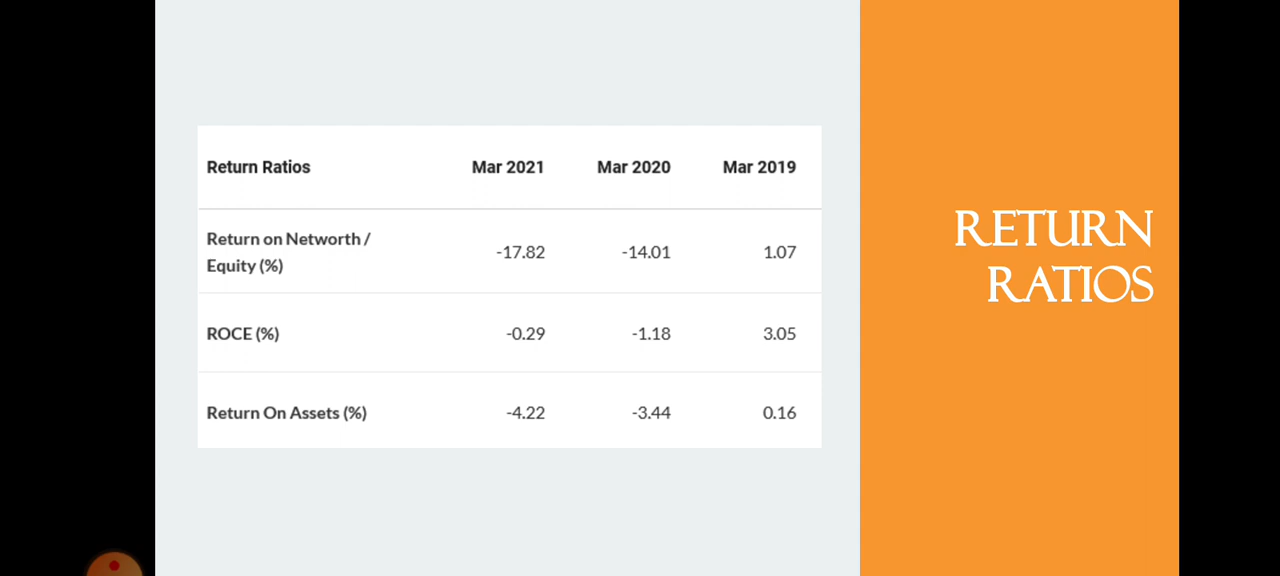 Return Ratios Mar 2021 Mar 2020 Mar 2019
Return on Networth /
Equity (%) -17.82 -14.01 1.07
ROCE (%) -0.29 -1.18 3.05
Return On Assets (%) -4.22 -3.44 0.16
RETURN
RATIOS